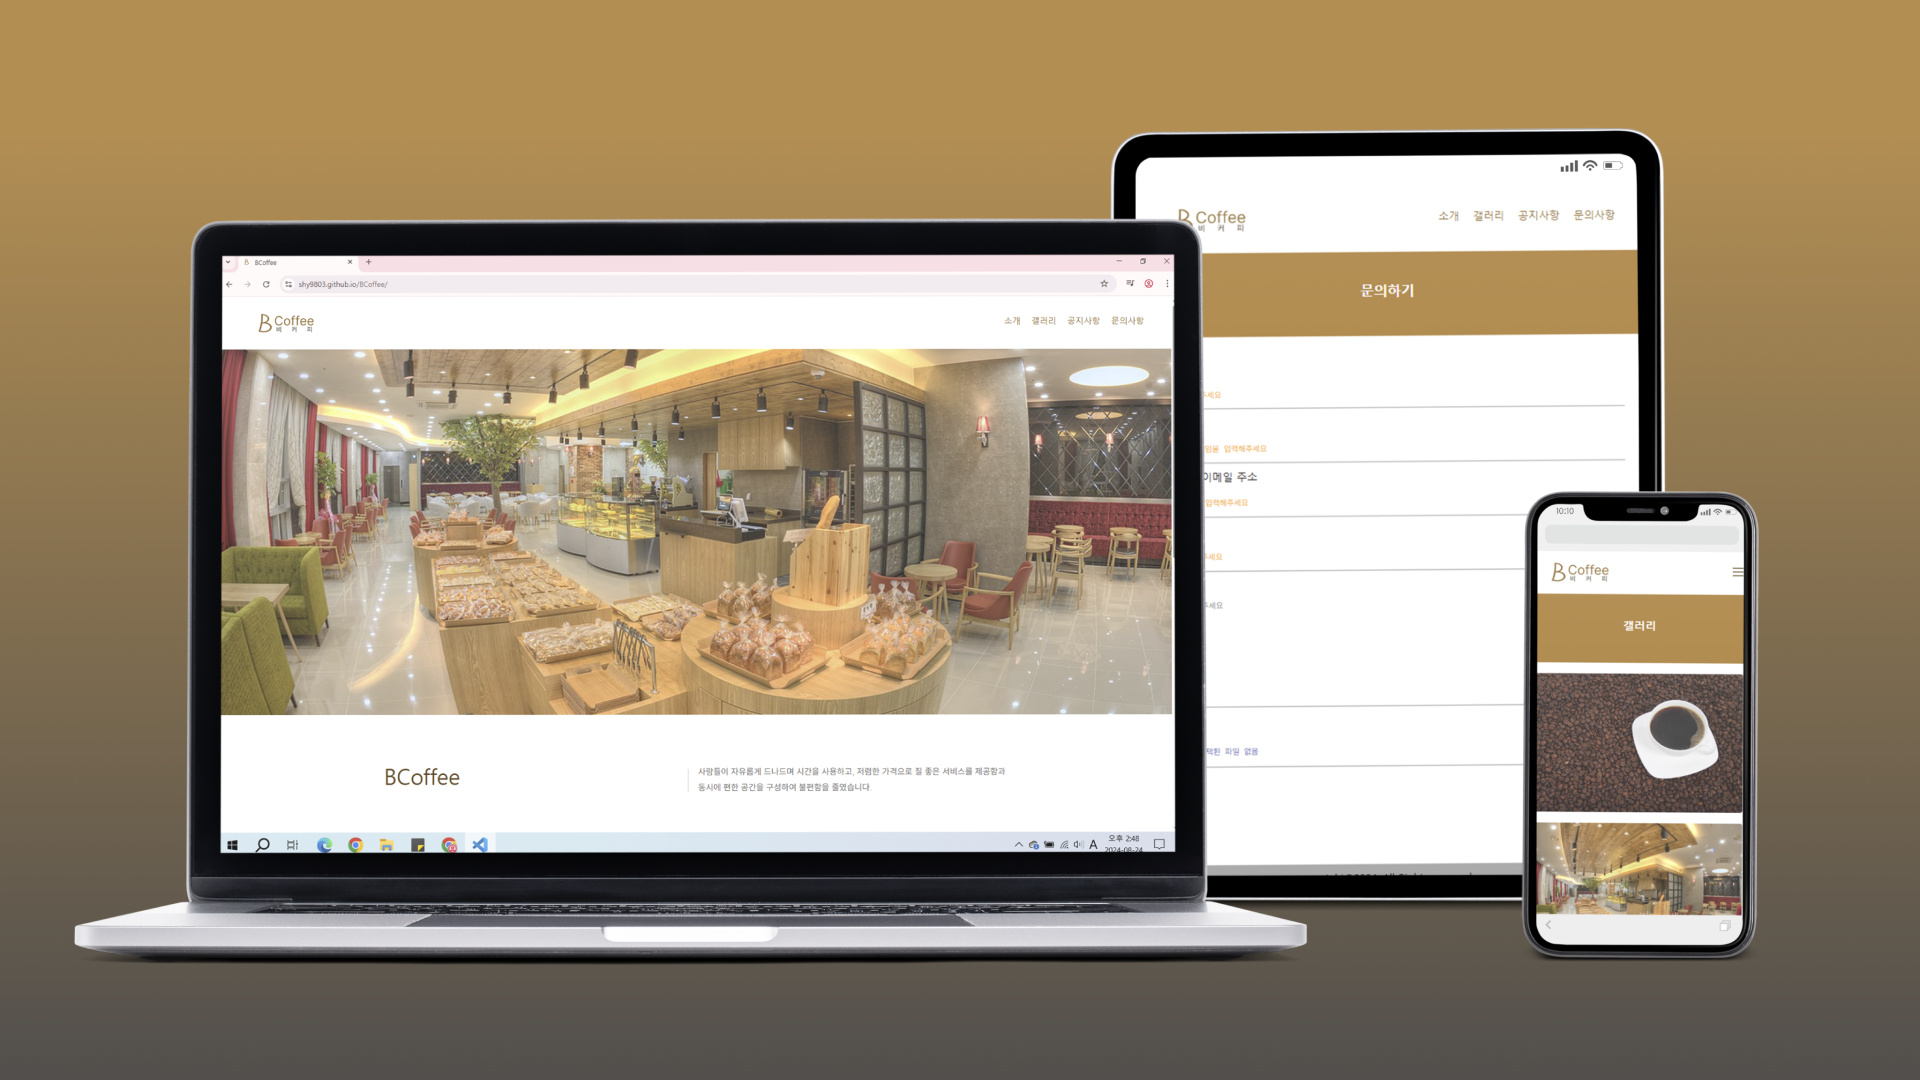 BCoffee
shy9803.github.io/BCoffee/
B Coffee
비 커 피
소개 갤러리 공지사항 문의사항
BCoffee
사람들이 자유롭게 드나드며 시간을 사용하고, 저렴한 가격으로 질 좋은 서비스를 제공함과
동시에 편한 공간을 구성하여 불편함을 줄였습니다.
A
오후 2:48
2024-08-24
B Coffee
비 커 피
소개 갤러리 공지사항 문의사항
문의하기
주세요
입력해주세요
이메일 주소
입력해주세요
주세요
주세요
택된 파일 없음
10:10
B Coffee
비 커 피
갤러리